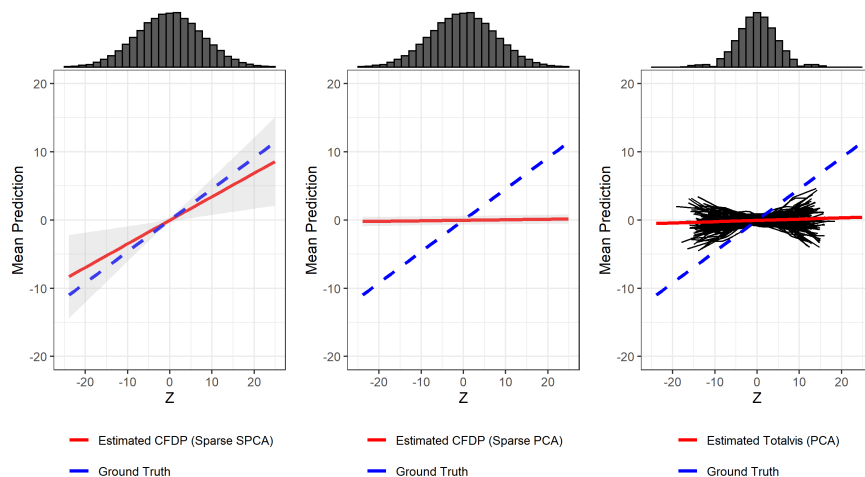 20
10
0
-10
-20
Mean Prediction
-20 -10 0 10 20
Z
Estimated CFDP (Sparse SPCA)
Ground Truth
20
10
0
-10
-20
Mean Prediction
-20 -10 0 10 20
Z
Estimated CFDP (Sparse PCA)
Ground Truth
20
10
0
-10
-20
Mean Prediction
-20 -10 0 10 20
Z
Estimated Totalvis (PCA)
Ground Truth